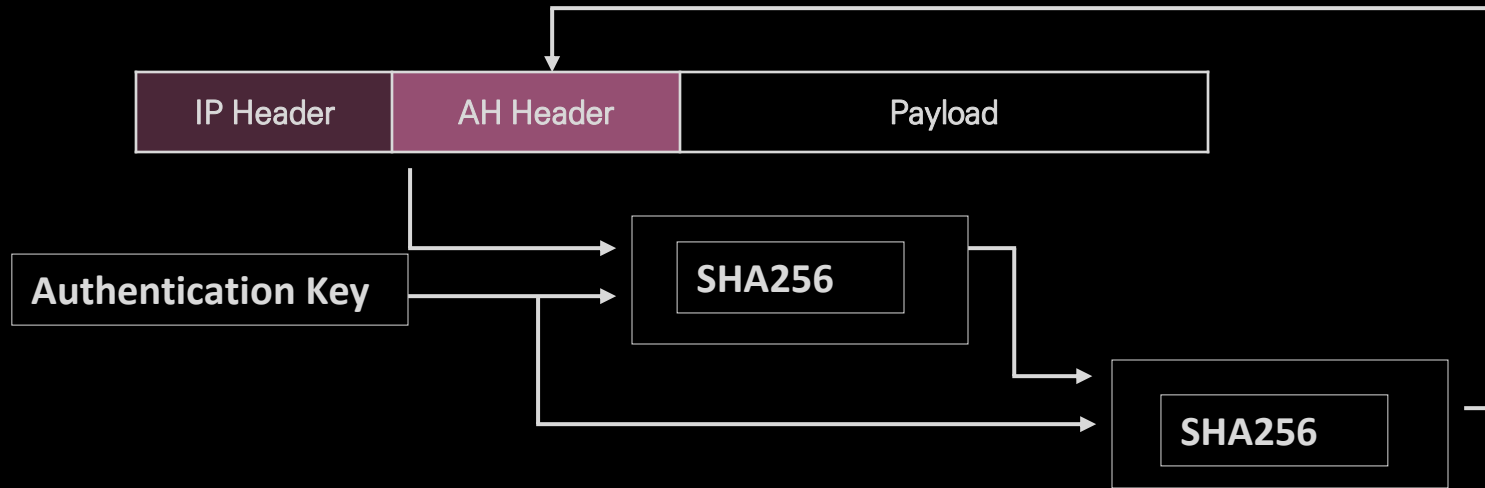 IP Header
AH Header
Payload
Authentication Key
SHA256
SHA256